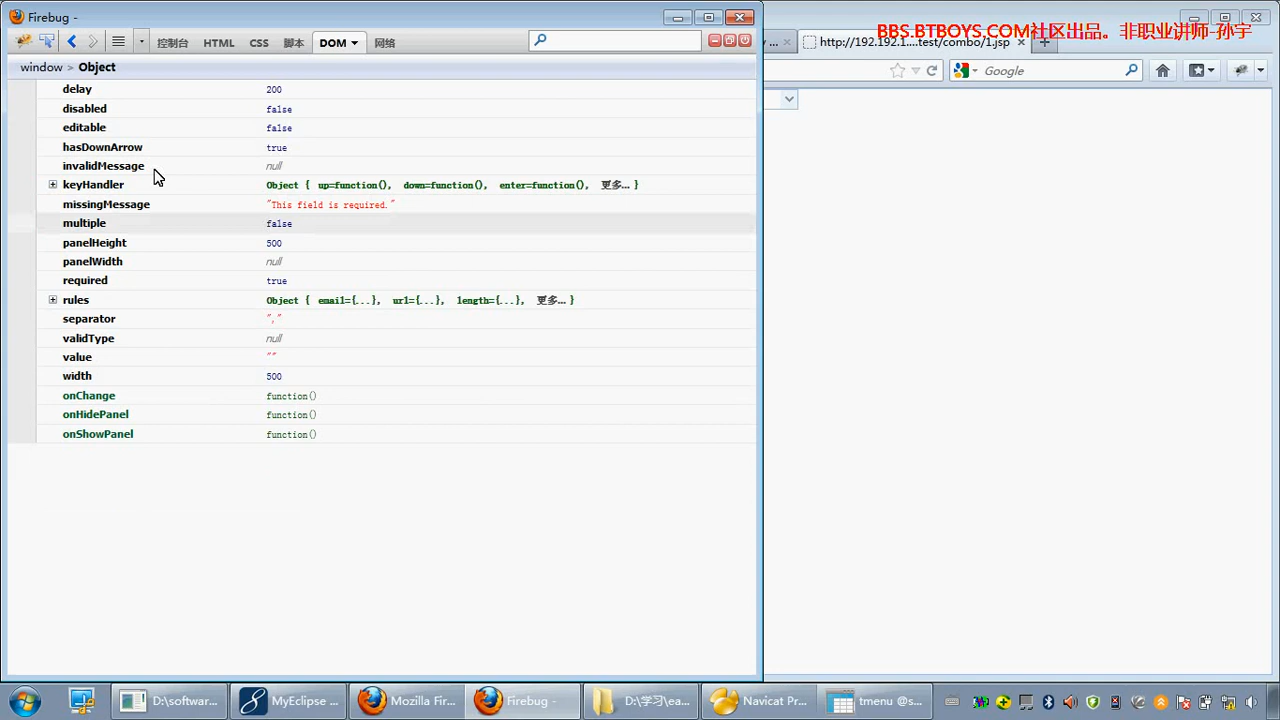 Firebug -
BBS.BTBOYS.COM社区出品。非职业讲师-孙宇
控制台 HTML CSS 脚本 DOM 网络
http://192.192.1....test/combo/1.jsp
window > Object
Google
delay 200
disabled false
editable false
hasDownArrow true
invalidMessage null
keyHandler Object { up=function(), down=function(), enter=function(), 更多... }
missingMessage "This field is required."
multiple false
panelHeight 500
panelWidth null
required true
rules Object { email={...}, url={...}, length={...}, 更多... }
separator ","
validType null
value ""
width 500
onChange function()
onHidePanel function()
onShowPanel function()
D:\softwar... MyEclipse ... Mozilla Fir... Firebug - D:\学习\ea... Navicat Pr... tmenu @s...